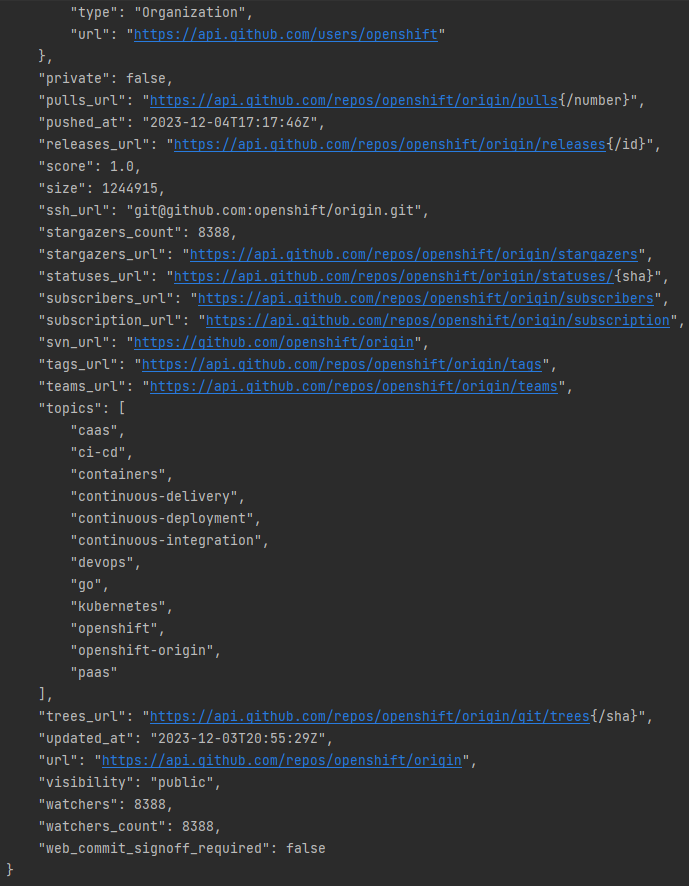 "type": "Organization",
"url": "https://api.github.com/users/openshift"
},
"private": false,
"pulls_url": "https://api.github.com/repos/openshift/origin/pulls{/number}",
"pushed_at": "2023-12-04T17:17:46Z",
"releases_url": "https://api.github.com/repos/openshift/origin/releases{/id}",
"score": 1.0,
"size": 1244915,
"ssh_url": "git@github.com:openshift/origin.git",
"stargazers_count": 8388,
"stargazers_url": "https://api.github.com/repos/openshift/origin/stargazers",
"statuses_url": "https://api.github.com/repos/openshift/origin/statuses/{sha}",
"subscribers_url": "https://api.github.com/repos/openshift/origin/subscribers",
"subscription_url": "https://api.github.com/repos/openshift/origin/subscription",
"svn_url": "https://github.com/openshift/origin",
"tags_url": "https://api.github.com/repos/openshift/origin/tags",
"teams_url": "https://api.github.com/repos/openshift/origin/teams",
"topics": [
"caas",
"ci-cd",
"containers",
"continuous-delivery",
"continuous-deployment",
"continuous-integration",
"devops",
"go",
"kubernetes",
"openshift",
"openshift-origin",
"paas"
],
"trees_url": "https://api.github.com/repos/openshift/origin/git/trees{/sha}",
"updated_at": "2023-12-03T20:55:29Z",
"url": "https://api.github.com/repos/openshift/origin",
"visibility": "public",
"watchers": 8388,
"watchers_count": 8388,
"web_commit_signoff_required": false
}